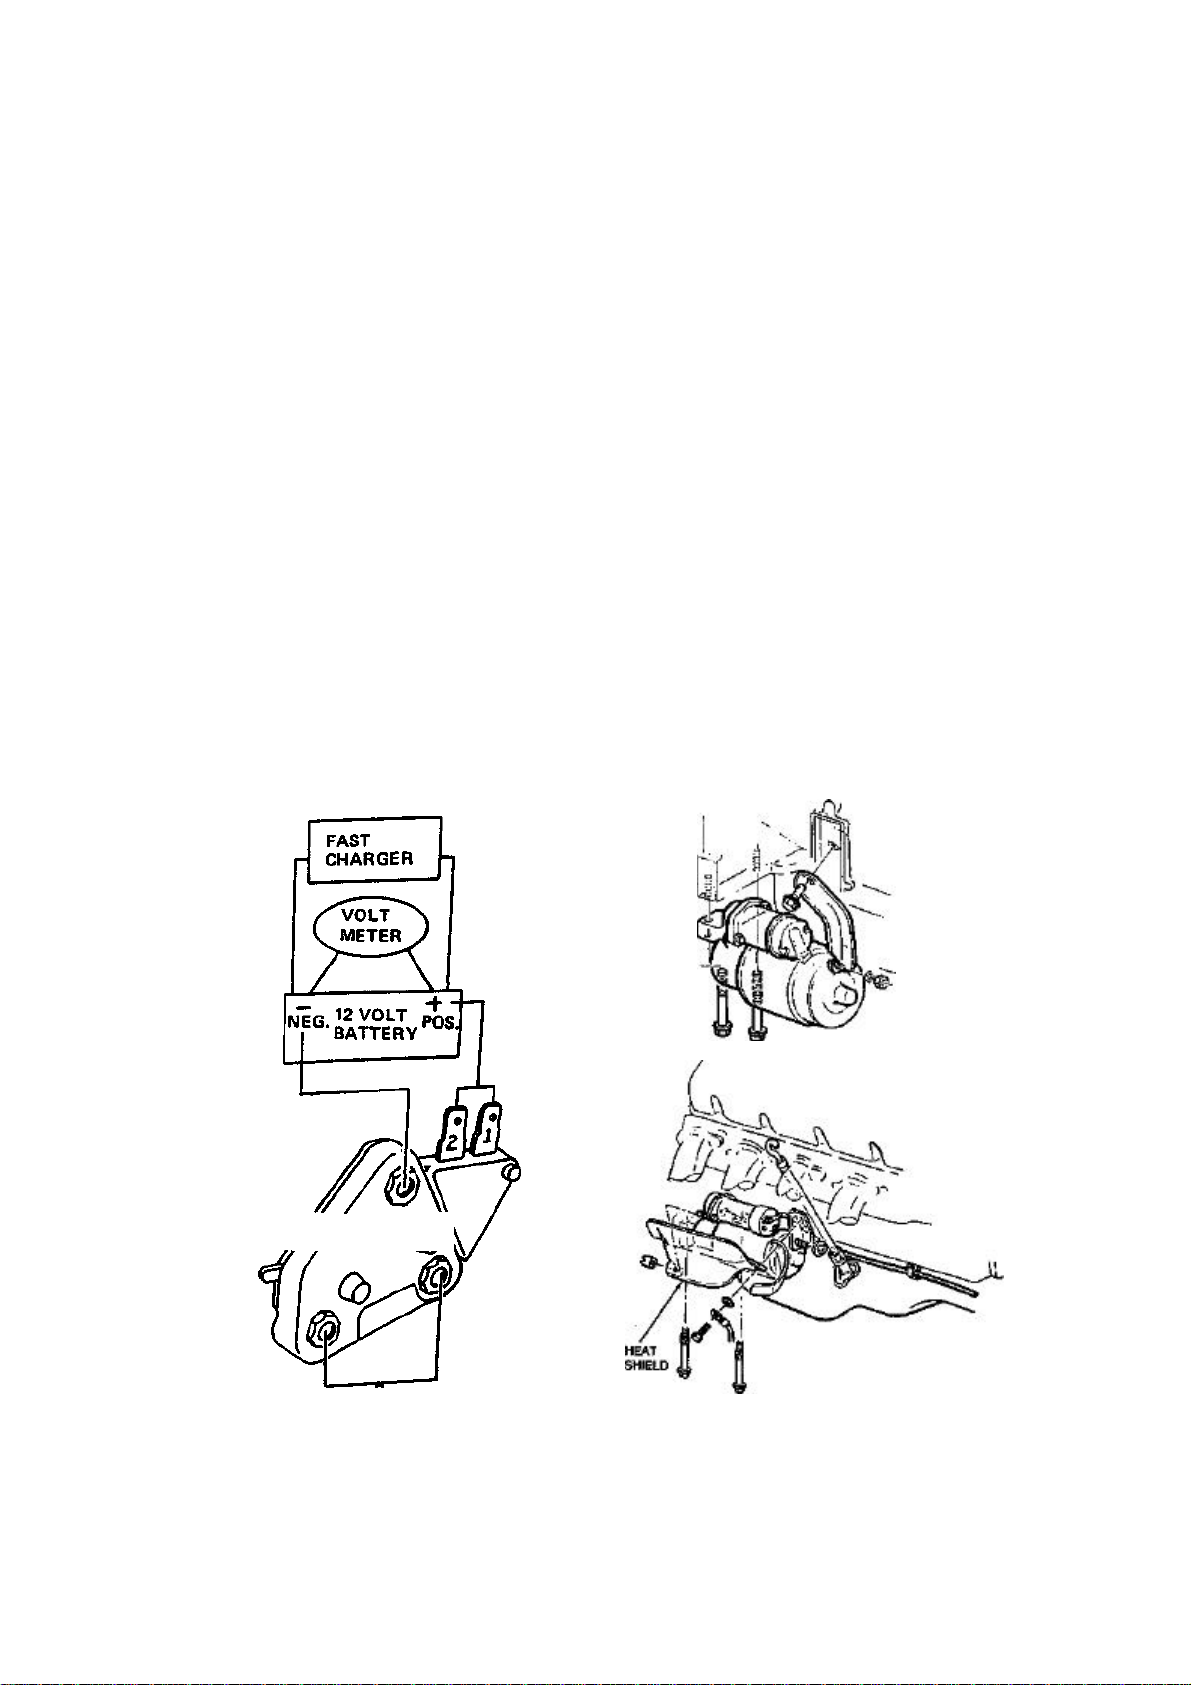 FAST
CHARGER
VOLT
METER
− +
NEG. 12 VOLT POS.
BATTERY
2 1
HEAT
SHIELD